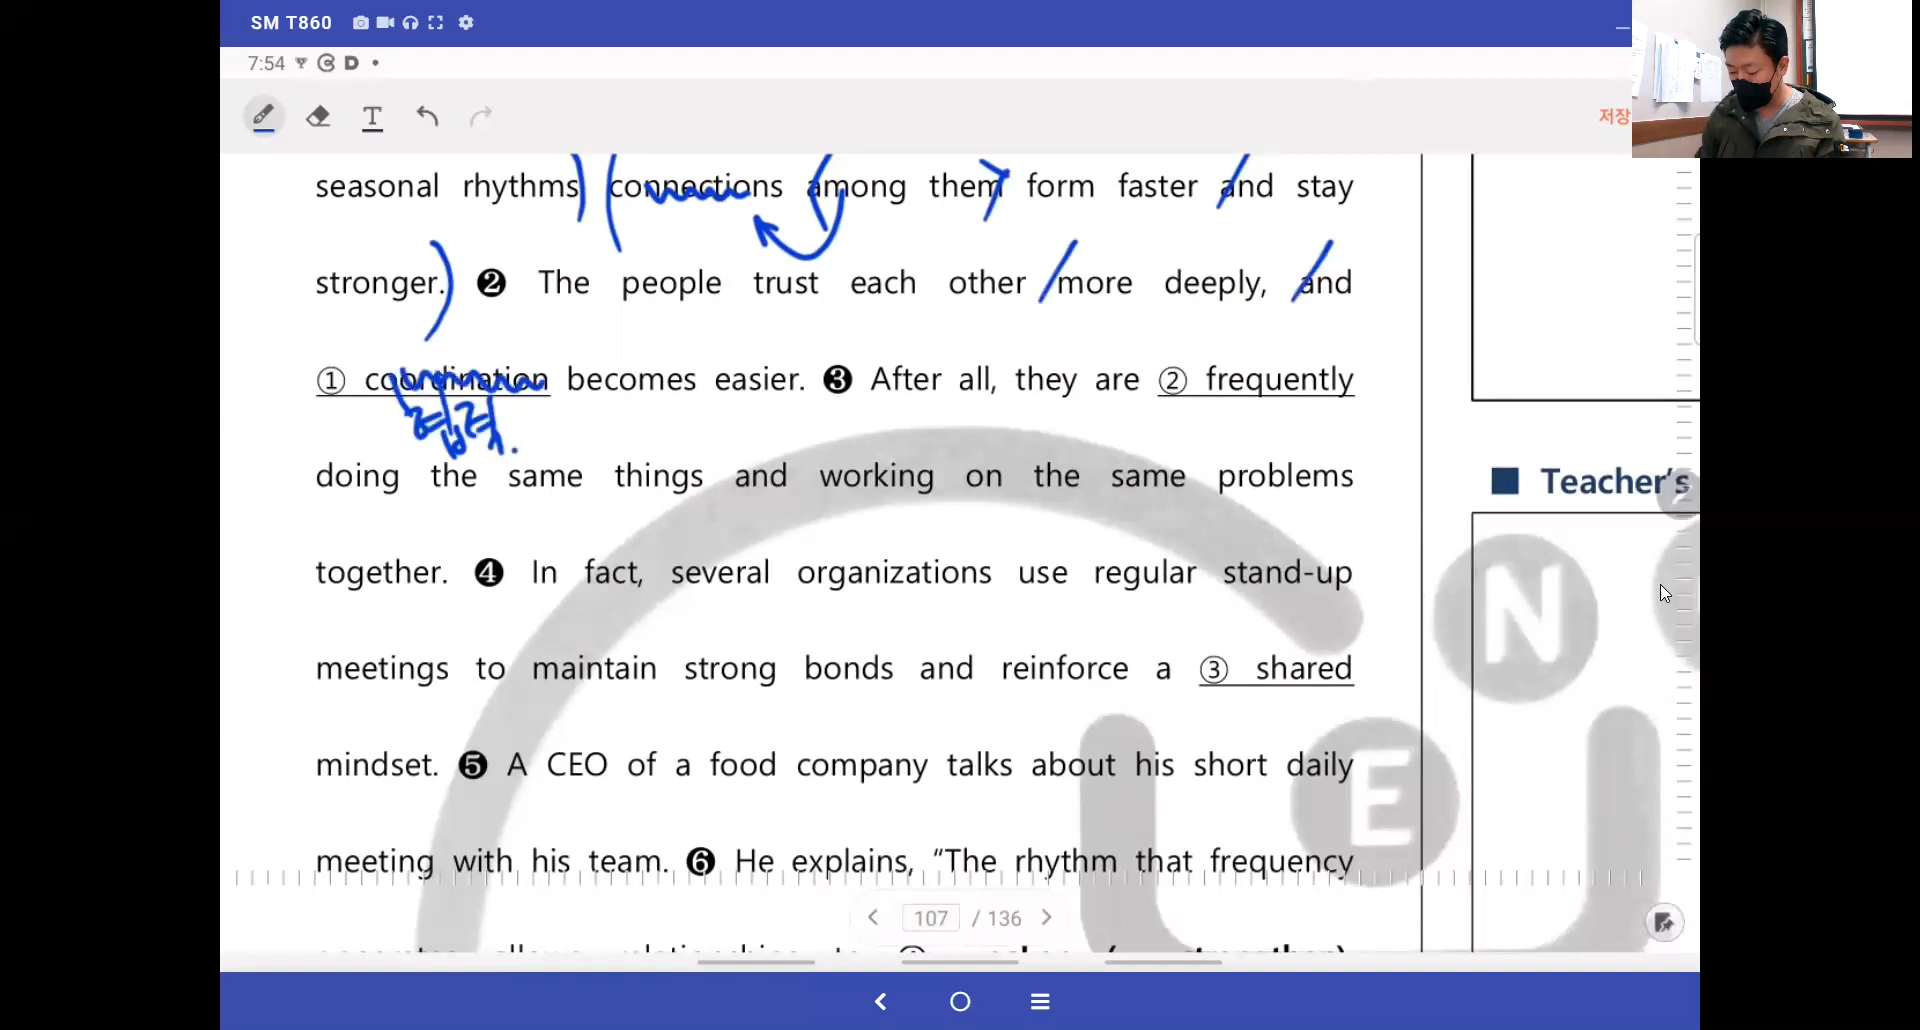 SM T860
7:54
저장
seasonal rhythms) (connections among them form faster and stay
stronger.) ❷ The people trust each other / more deeply, / and
① coordination becomes easier. ❸ After all, they are ② frequently
협력.
doing the same things and working on the same problems
together. ❹ In fact, several organizations use regular stand-up
meetings to maintain strong bonds and reinforce a ③ shared
mindset. ❺ A CEO of a food company talks about his short daily
meeting with his team. ❻ He explains, “The rhythm that frequency
■ Teacher's
N
E
107 / 136